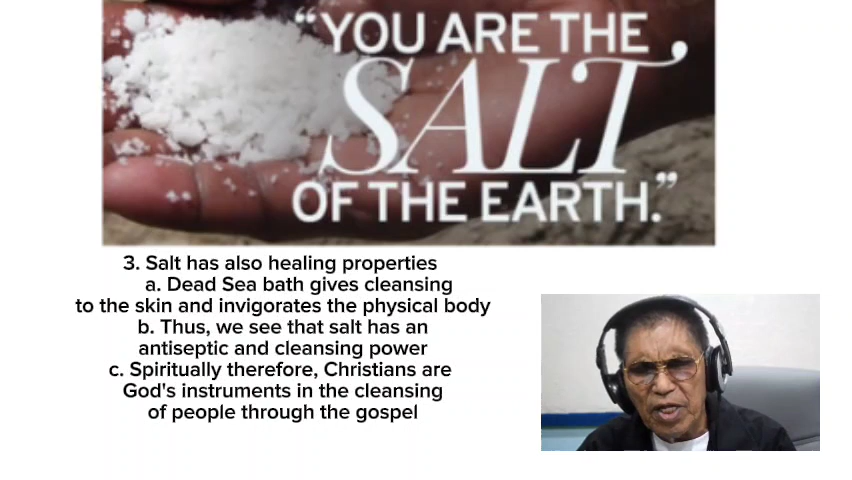 “YOU ARE THE
SALT
OF THE EARTH.”
3. Salt has also healing properties
a. Dead Sea bath gives cleansing
to the skin and invigorates the physical body
b. Thus, we see that salt has an
antiseptic and cleansing power
c. Spiritually therefore, Christians are
God's instruments in the cleansing
of people through the gospel